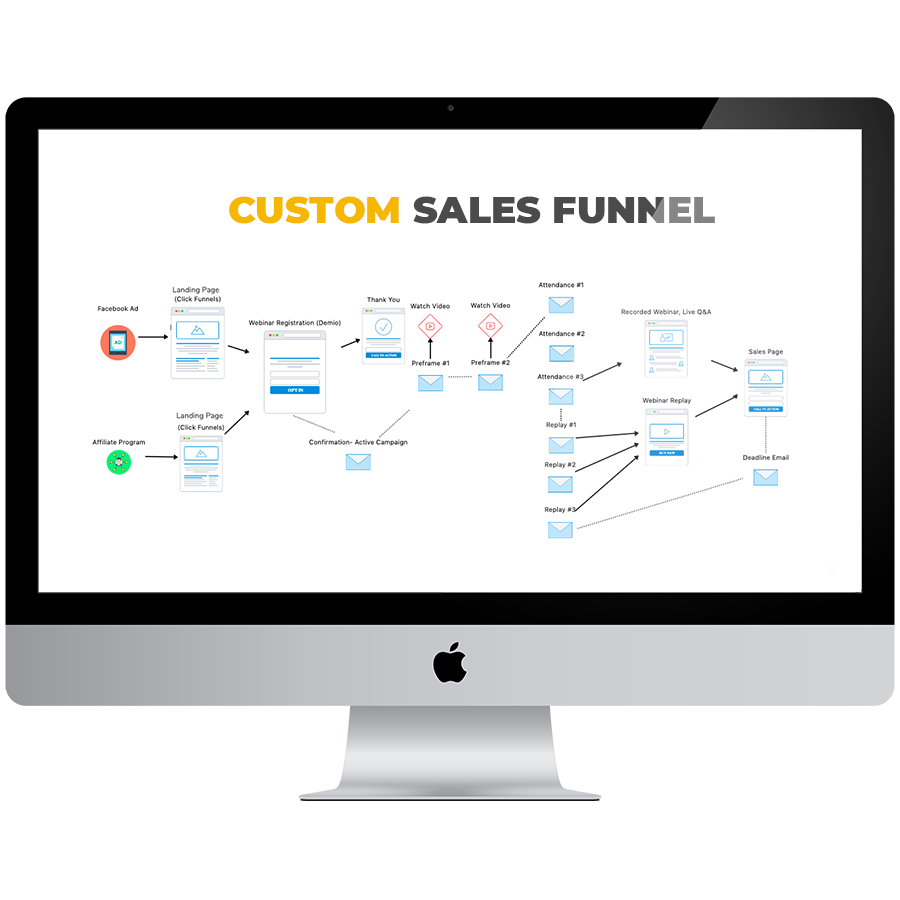 CUSTOM SALES FUNNEL
Facebook Ad
AD
Landing Page
(Click Funnels)
Webinar Registration (Demio)
OPT IN
Thank You
CALL TO ACTION
Watch Video
Watch Video
Preframe #1
Preframe #2
Attendance #1
Attendance #2
Attendance #3
Recorded Webinar, Live Q&A
Sales Page
CALL TO ACTION
Affiliate Program
Landing Page
(Click Funnels)
Confirmation- Active Campaign
Replay #1
Replay #2
Replay #3
Webinar Replay
BUY NOW
Deadline Email